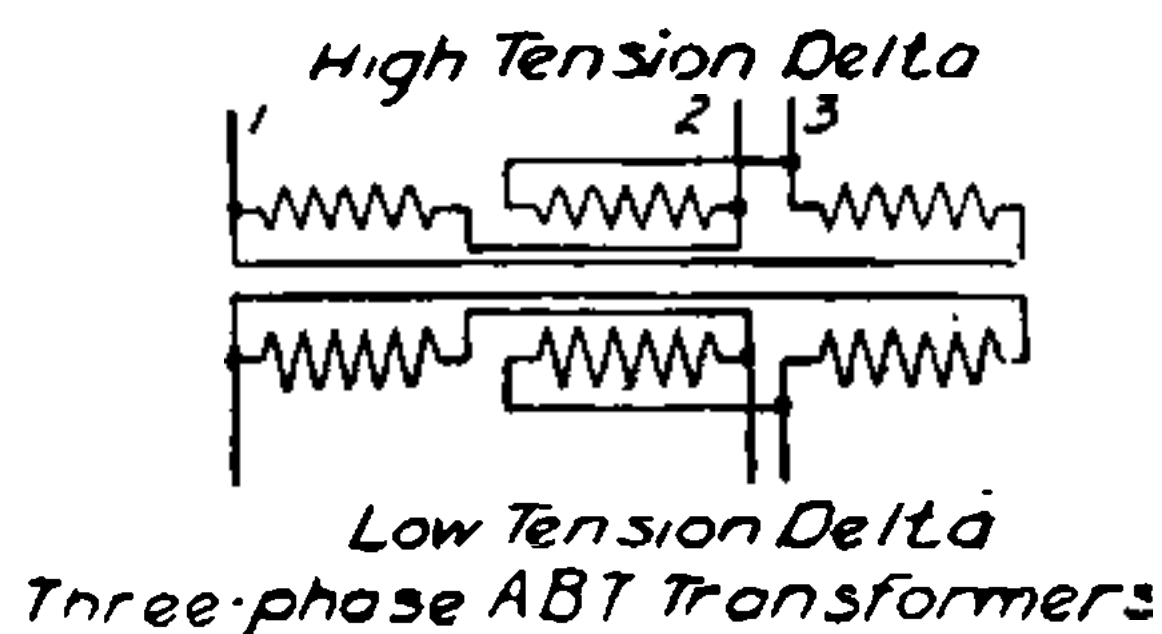 High Tension Delta
1 2 3
Low Tension Delta
Three-phase ABT Transformers